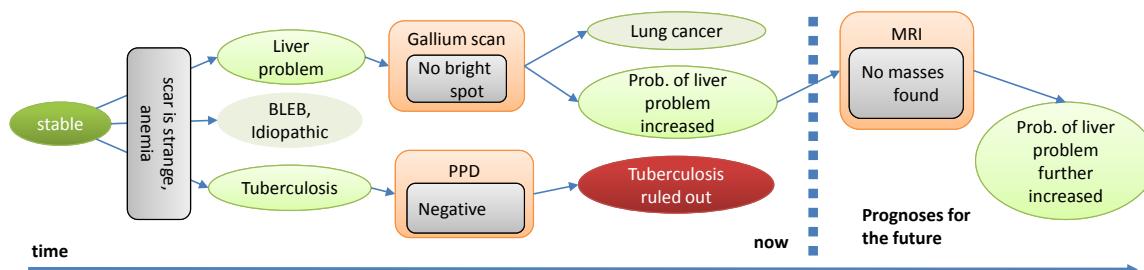 stable
scar is strange,
anemia
Liver
problem
BLEB,
Idiopathic
Tuberculosis
Gallium scan
No bright
spot
PPD
Negative
Lung cancer
Prob. of liver
problem
increased
Tuberculosis
ruled out
MRI
No masses
found
Prob. of liver
problem
further
increased
Prognoses for
the future
time
now